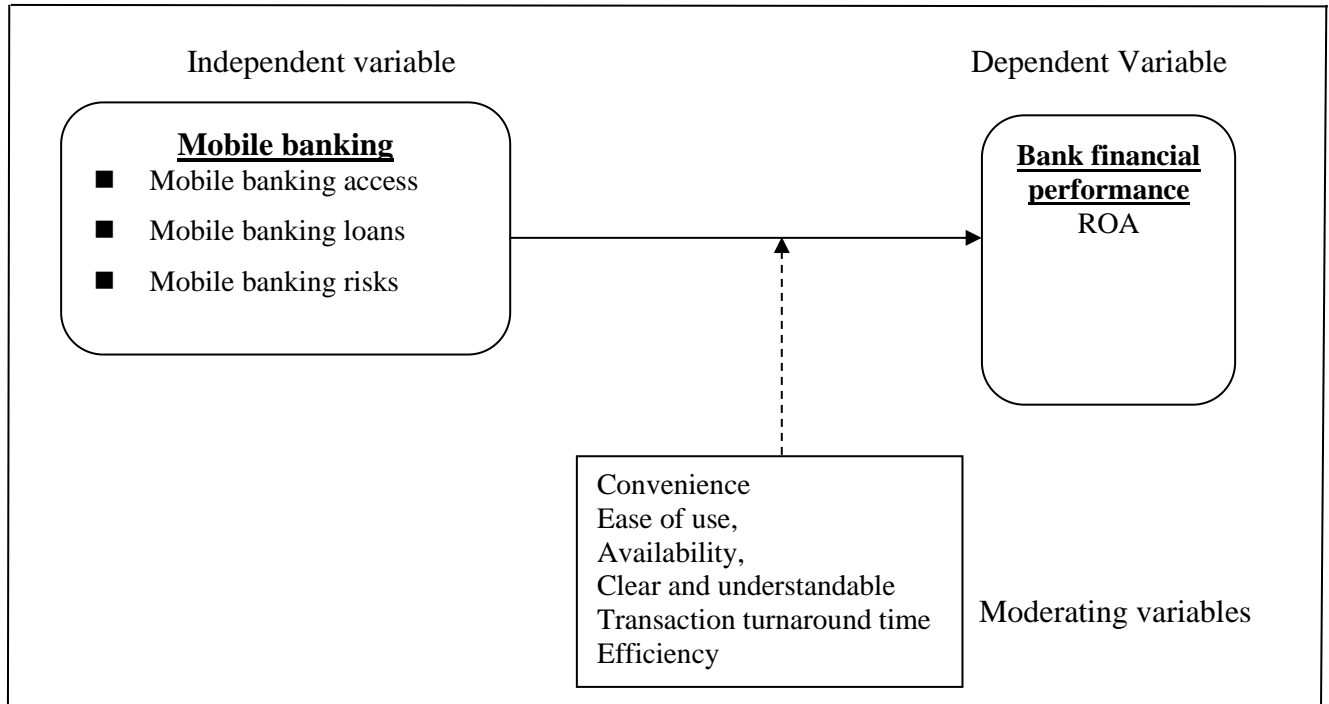 Independent variable
Dependent Variable
Mobile banking
■ Mobile banking access
■ Mobile banking loans
■ Mobile banking risks
Bank financial
performance
ROA
Convenience
Ease of use,
Availability,
Clear and understandable
Transaction turnaround time
Efficiency
Moderating variables